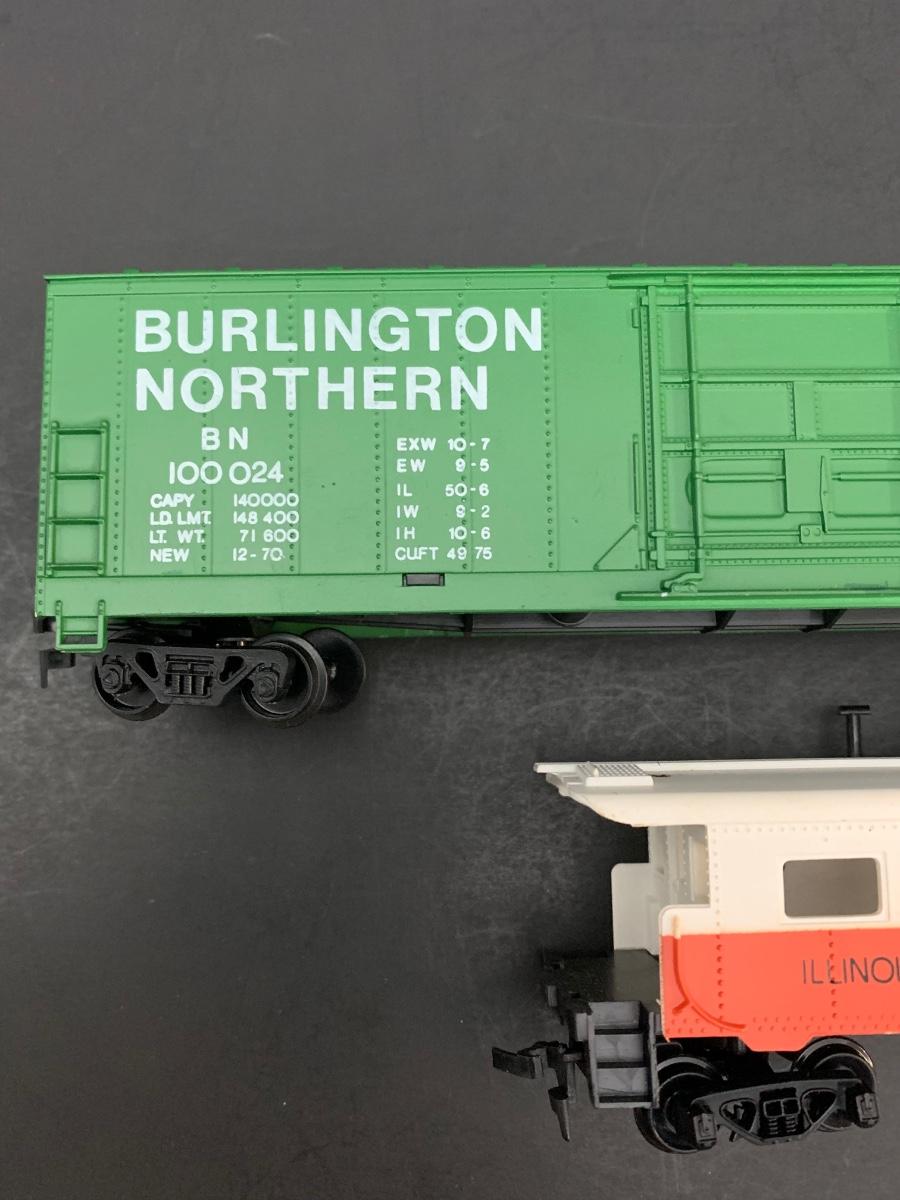 BURLINGTON
NORTHERN
BN
100 024
CAPY 140000
LD. LMT. 148 400
LT. WT. 71 600
NEW 12-70
EXW 10-7
EW 9-5
IL 50-6
IW 9-2
IH 10-6
CU.FT 4975